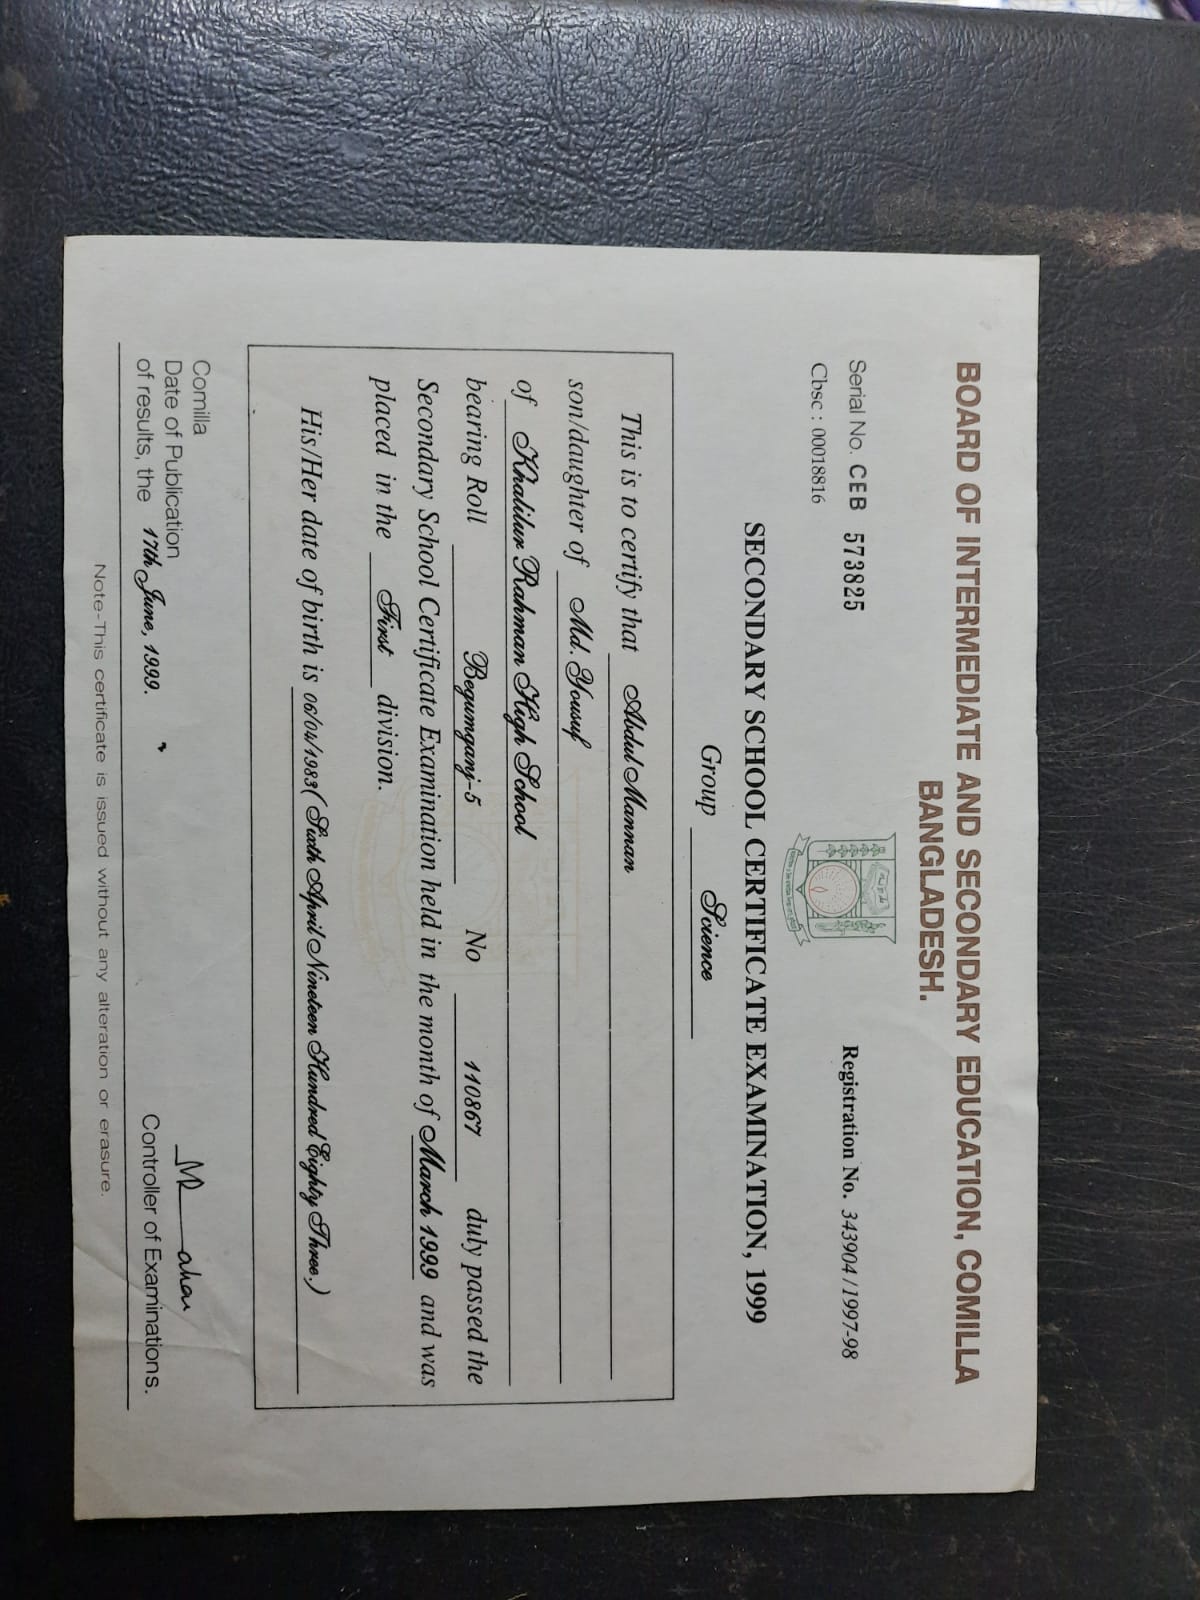 BOARD OF INTERMEDIATE AND SECONDARY EDUCATION, COMILLA
BANGLADESH.
Serial No. CEB 573825
Cbsc : 00018816
Registration No. 343904/1997-98
SECONDARY SCHOOL CERTIFICATE EXAMINATION, 1999
Group Science
This is to certify that Abdul Mannan
son/daughter of Md. Yousuf
of Khalilur Rahman High School
bearing Roll Begumganj-5 No 110867 duly passed the
Secondary School Certificate Examination held in the month of March 1999 and was
placed in the First division.
His/Her date of birth is 06/04/1983(Sixth April Nineteen Hundred Eighty Three.)
Comilla
Date of Publication
of results, the 17th June, 1999.
Controller of Examinations.
Note-This certificate is issued without any alteration or erasure.